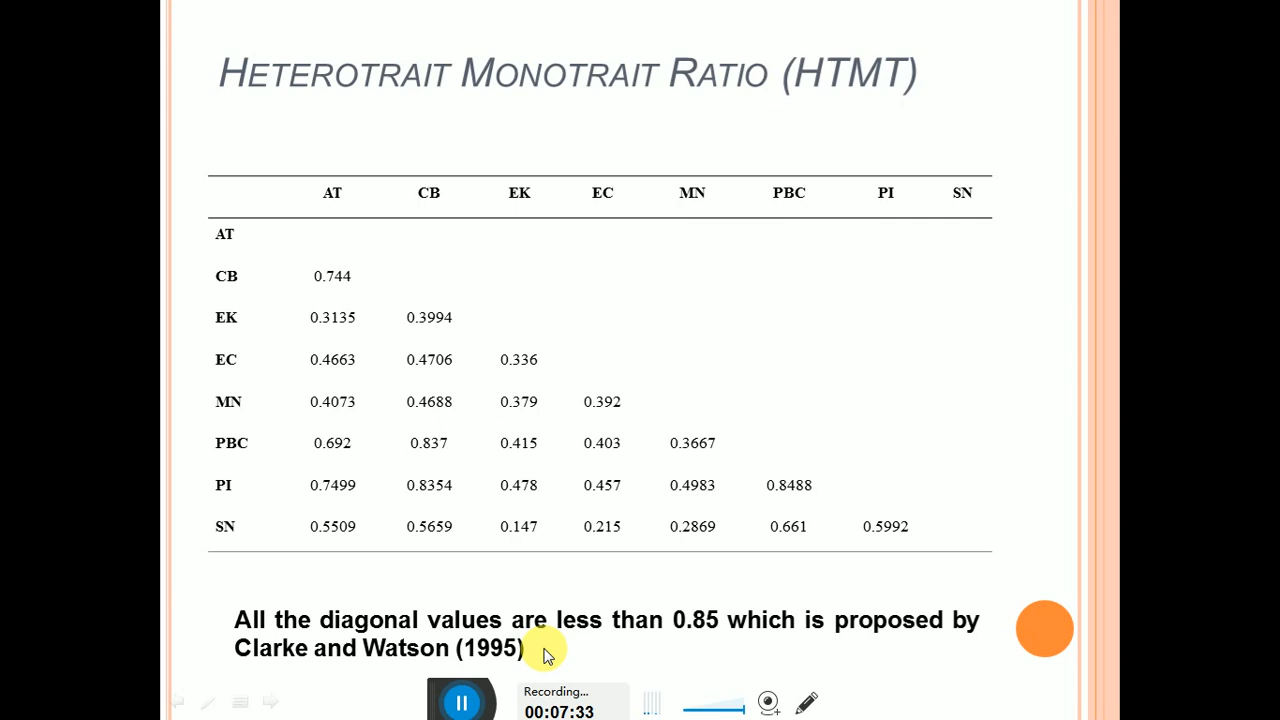 HETEROTRAIT MONOTRAIT RATIO (HTMT)
AT CB EK EC MN PBC PI SN
AT
CB 0.744
EK 0.3135 0.3994
EC 0.4663 0.4706 0.336
MN 0.4073 0.4688 0.379 0.392
PBC 0.692 0.837 0.415 0.403 0.3667
PI 0.7499 0.8354 0.478 0.457 0.4983 0.8488
SN 0.5509 0.5659 0.147 0.215 0.2869 0.661 0.5992
All the diagonal values are less than 0.85 which is proposed by
Clarke and Watson (1995)
Recording...
00:07:33